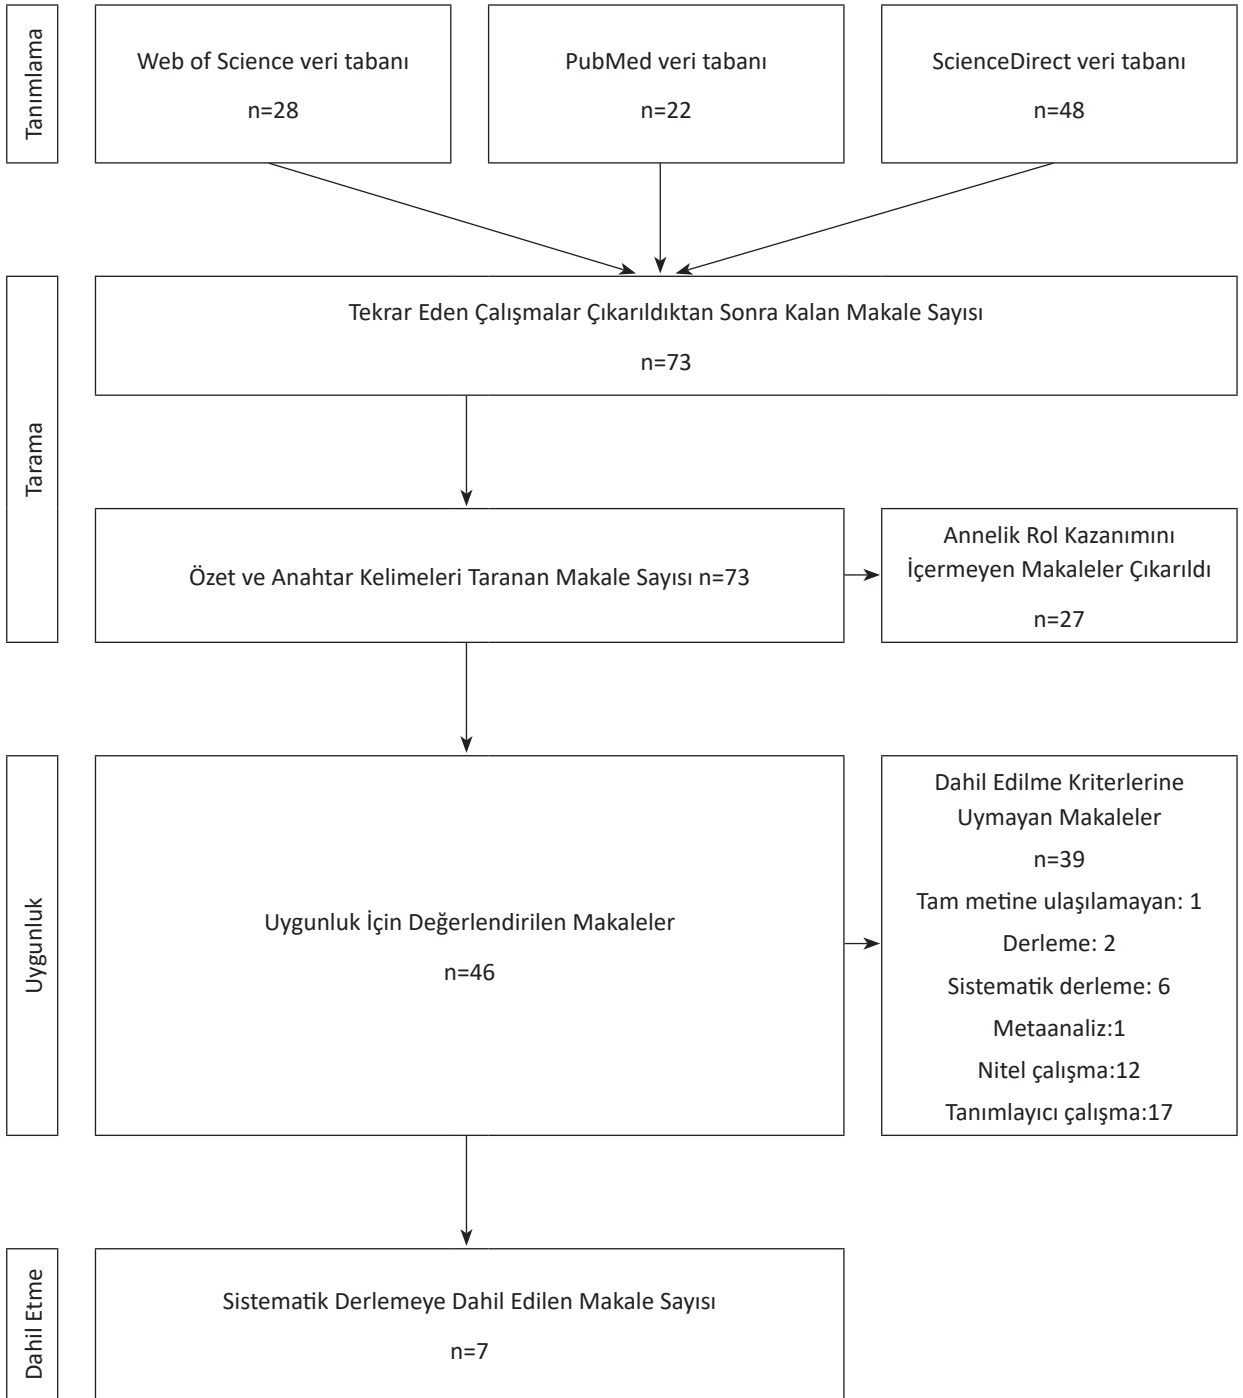 Tanımlama
Web of Science veri tabanı
n=28
PubMed veri tabanı
n=22
ScienceDirect veri tabanı
n=48
Tarama
Tekrar Eden Çalışmalar Çıkarıldıktan Sonra Kalan Makale Sayısı
n=73
Özet ve Anahtar Kelimeleri Taranan Makale Sayısı n=73
Annelik Rol Kazanımını
İçermeyen Makaleler Çıkarıldı
n=27
Uygunluk
Uygunluk İçin Değerlendirilen Makaleler
n=46
Dahil Edilme Kriterlerine
Uymayan Makaleler
n=39
Tam metine ulaşılamayan: 1
Derleme: 2
Sistematik derleme: 6
Metaanaliz:1
Nitel çalışma:12
Tanımlayıcı çalışma:17
Dahil Etme
Sistematik Derlemeye Dahil Edilen Makale Sayısı
n=7